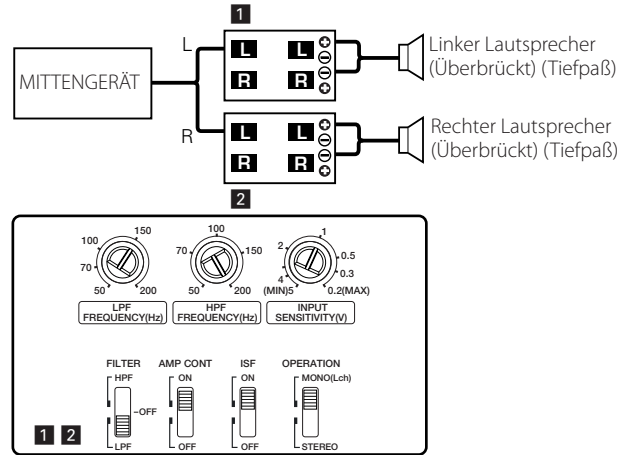 1
L
L L
R R
Linker Lautsprecher
(Überbrückt) (Tiefpaß)
MITTENGERÄT
R
L L
R R
Rechter Lautsprecher
(Überbrückt) (Tiefpaß)
2
50 70 100 150 200
LPF
FREQUENCY(Hz)
50 70 100 150 200
HPF
FREQUENCY(Hz)
(MIN)5 4 2 1 0.5 0.3 0.2(MAX)
INPUT
SENSITIVITY(V)
FILTER
HPF
OFF
LPF
AMP CONT
ON
OFF
ISF
ON
OFF
OPERATION
MONO(Lch)
STEREO
1 2